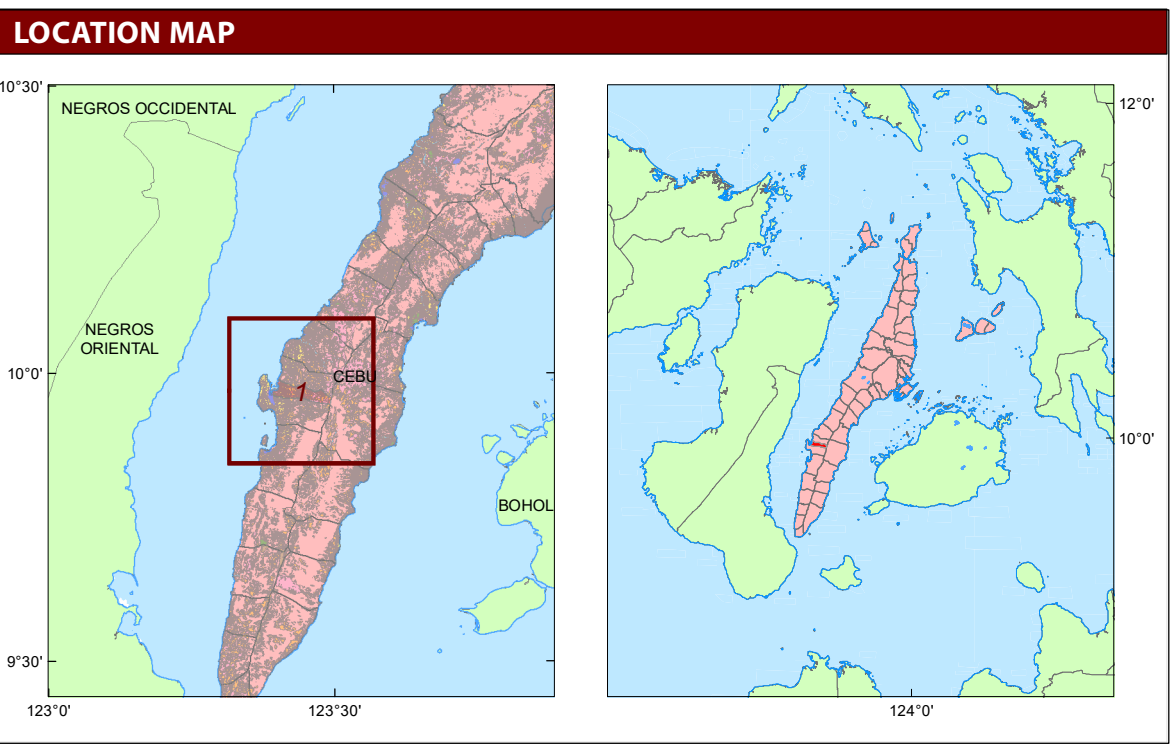 LOCATION MAP
10°30'
NEGROS OCCIDENTAL
12°0'
NEGROS
ORIENTAL
10°0'
CEBU
1
10°0'
BOHOL
9°30'
123°0'
123°30'
124°0'